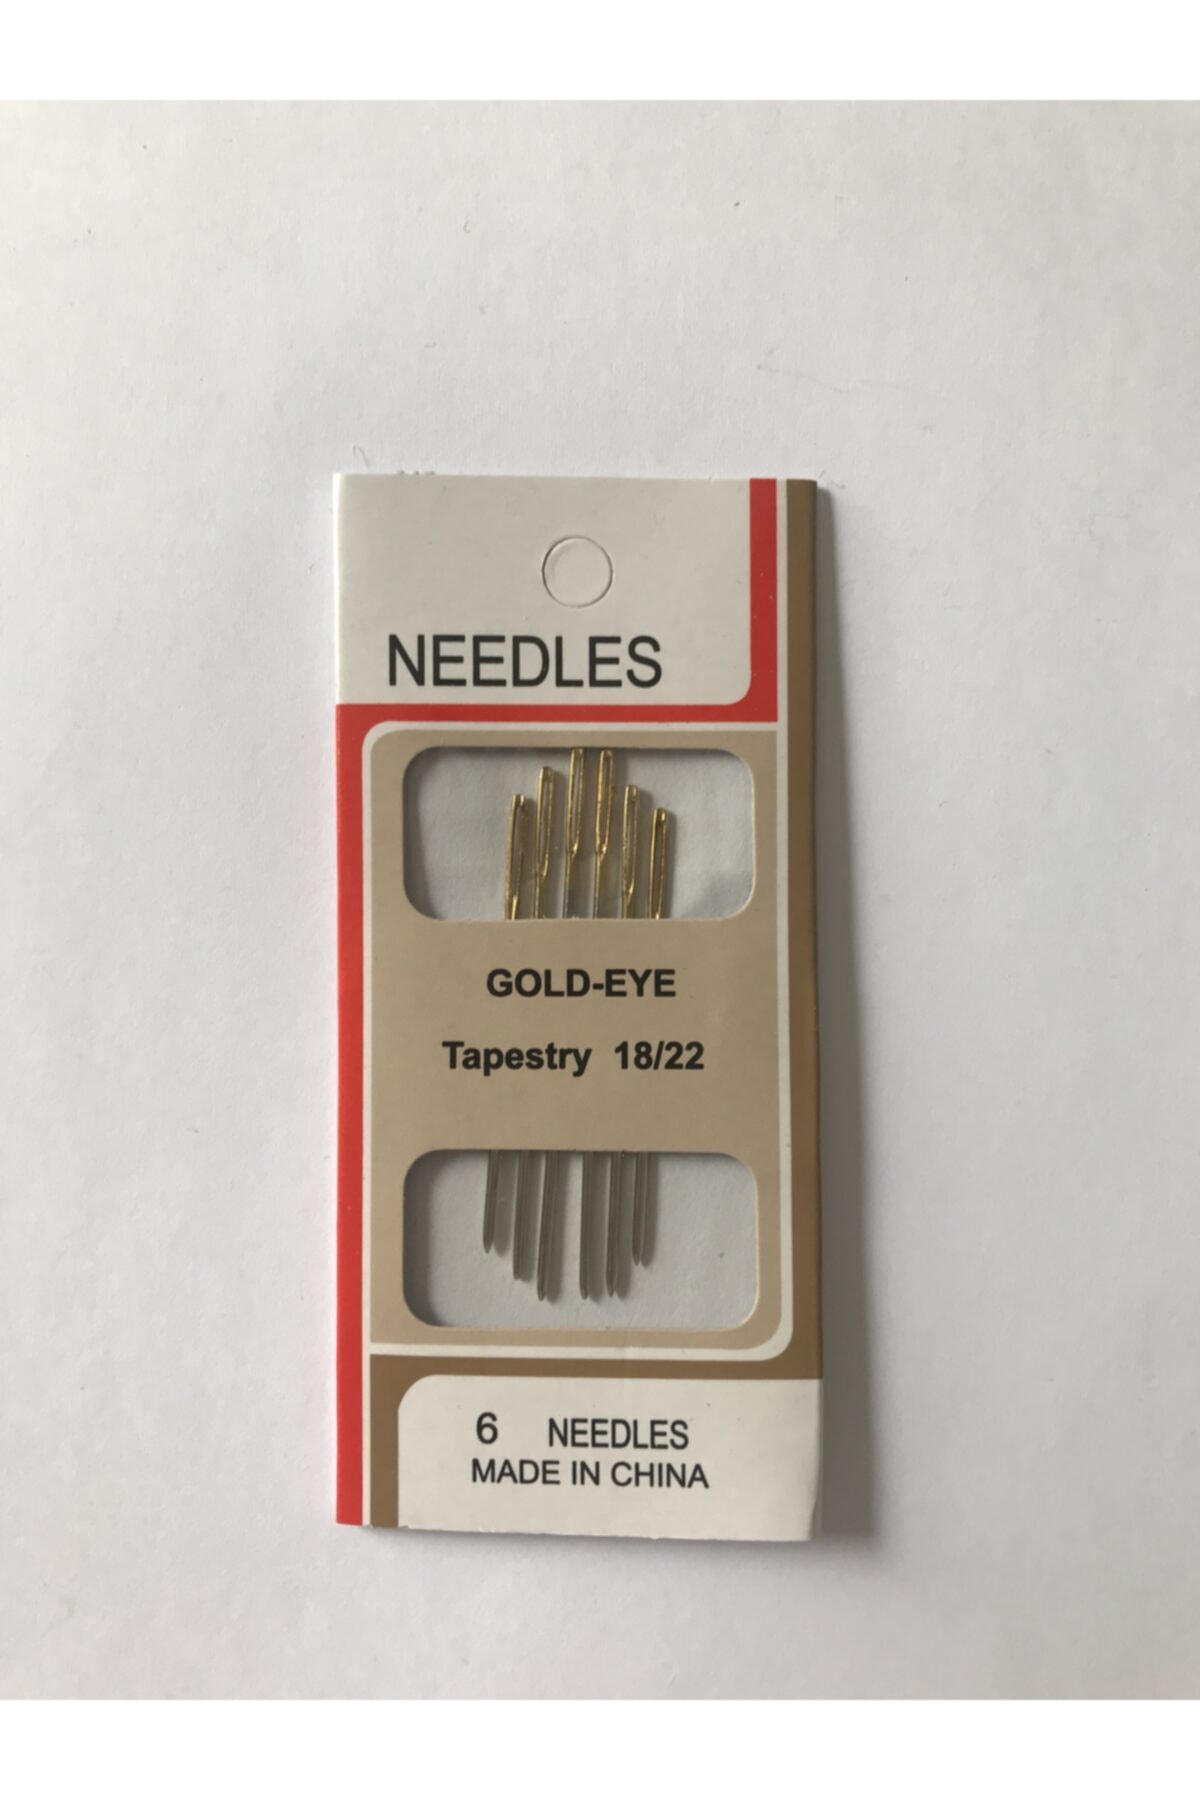 NEEDLES
GOLD-EYE
Tapestry 18/22
6 NEEDLES
MADE IN CHINA